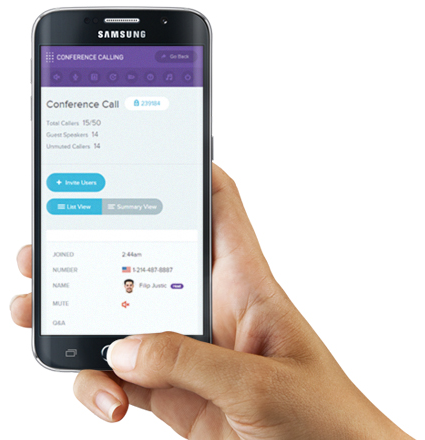 SAMSUNG
CONFERENCE CALLING
Go Back
Conference Call 239184
Total Callers 15/50
Guest Speakers 14
Unmuted Callers 14
+ Invite Users
List View
Summary View
JOINED 2:44am
NUMBER 1-214-487-8887
NAME Filip Justic
MUTE
Q&A